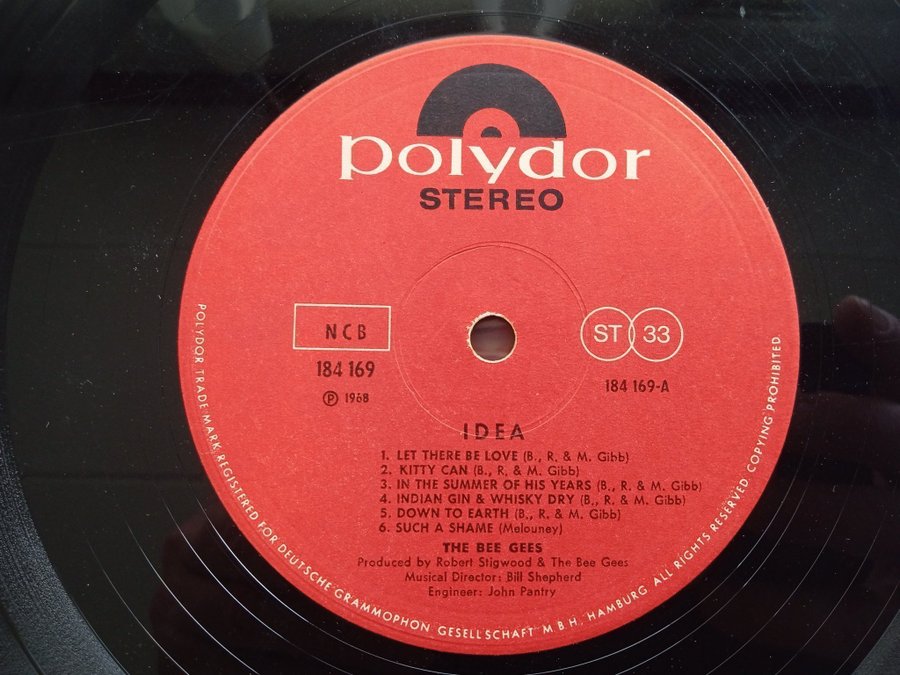 polydor
STEREO
NCB
184 169
℗ 1968
ST 33
184 169-A
IDEA
1. LET THERE BE LOVE (B., R. & M. Gibb)
2. KITTY CAN (B., R. & M. Gibb)
3. IN THE SUMMER OF HIS YEARS (B., R. & M. Gibb)
4. INDIAN GIN & WHISKY DRY (B., R. & M. Gibb)
5. DOWN TO EARTH (B., R. & M. Gibb)
6. SUCH A SHAME (Melouney)
THE BEE GEES
Produced by Robert Stigwood & The Bee Gees
Musical Director: Bill Shepherd
Engineer: John Pantry
POLYDOR TRADE MARK REGISTERED FOR DEUTSCHE GRAMMOPHON GESELLSCHAFT M.B.H. HAMBURG ALL RIGHTS RESERVED COPYING PROHIBITED